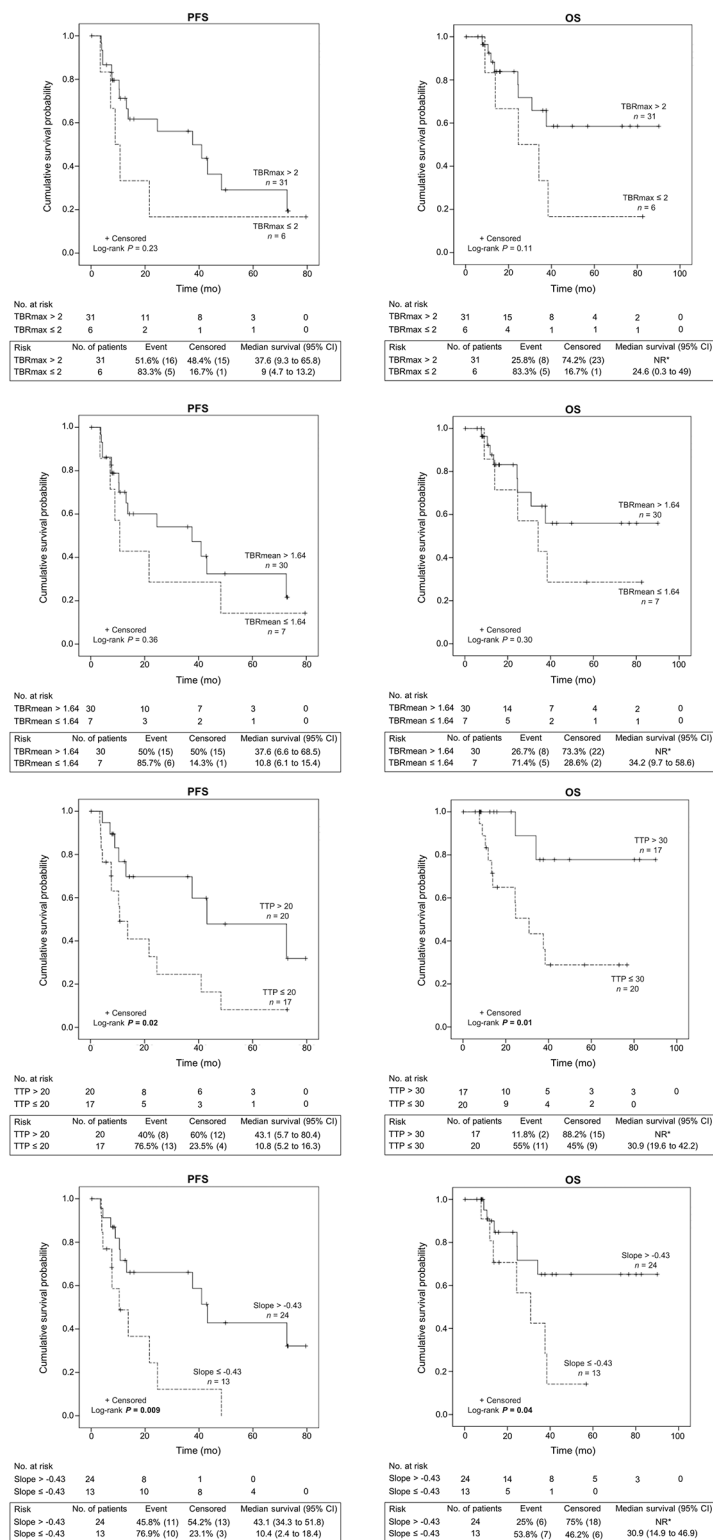 PFS
Cumulative survival probability
1.0
0.8
0.6
0.4
0.2
0.0
TBRmax > 2
n = 31
TBRmax ≤ 2
n = 6
+ Censored
Log-rank P = 0.23
0 20 40 60 80
Time (mo)
No. at risk
TBRmax > 2 31 11 8 3 0
TBRmax ≤ 2 6 2 1 1 0
Risk No. of patients Event Censored Median survival (95% CI)
TBRmax > 2 31 51.6% (16) 48.4% (15) 37.6 (9.3 to 65.8)
TBRmax ≤ 2 6 83.3% (5) 16.7% (1) 9 (4.7 to 13.2)
OS
Cumulative survival probability
1.0
0.8
0.6
0.4
0.2
0.0
TBRmax > 2
n = 31
TBRmax ≤ 2
n = 6
+ Censored
Log-rank P = 0.11
0 20 40 60 80 100
Time (mo)
No. at risk
TBRmax > 2 31 15 8 4 2 0
TBRmax ≤ 2 6 4 1 1 1 0
Risk No. of patients Event Censored Median survival (95% CI)
TBRmax > 2 31 25.8% (8) 74.2% (23) NR*
TBRmax ≤ 2 6 83.3% (5) 16.7% (1) 24.6 (0.3 to 49)
PFS
Cumulative survival probability
1.0
0.8
0.6
0.4
0.2
0.0
TBRmean > 1.64
n = 30
TBRmean ≤ 1.64
n = 7
+ Censored
Log-rank P = 0.36
0 20 40 60 80
Time (mo)
No. at risk
TBRmean > 1.64 30 10 7 3 0
TBRmean ≤ 1.64 7 3 2 1 0
Risk No. of patients Event Censored Median survival (95% CI)
TBRmean > 1.64 30 50% (15) 50% (15) 37.6 (6.6 to 68.5)
TBRmean ≤ 1.64 7 85.7% (6) 14.3% (1) 10.8 (6.1 to 15.4)
OS
Cumulative survival probability
1.0
0.8
0.6
0.4
0.2
0.0
TBRmean > 1.64
n = 30
TBRmean ≤ 1.64
n = 7
+ Censored
Log-rank P = 0.30
0 20 40 60 80 100
Time (mo)
No. at risk
TBRmean > 1.64 30 14 7 4 2 0
TBRmean ≤ 1.64 7 5 2 1 1 0
Risk No. of patients Event Censored Median survival (95% CI)
TBRmean > 1.64 30 26.7% (8) 73.3% (22) NR*
TBRmean ≤ 1.64 7 71.4% (5) 28.6% (2) 34.2 (9.7 to 58.6)
PFS
Cumulative survival probability
1.0
0.8
0.6
0.4
0.2
0.0
TTP > 20
n = 20
TTP ≤ 20
n = 17
+ Censored
Log-rank P = 0.02
0 20 40 60 80
Time (mo)
No. at risk
TTP > 20 20 8 6 3 0
TTP ≤ 20 17 5 3 1 0
Risk No. of patients Event Censored Median survival (95% CI)
TTP > 20 20 40% (8) 60% (12) 43.1 (5.7 to 80.4)
TTP ≤ 20 17 76.5% (13) 23.5% (4) 10.8 (5.2 to 16.3)
OS
Cumulative survival probability
1.0
0.8
0.6
0.4
0.2
0.0
TTP > 30
n = 17
TTP ≤ 30
n = 20
+ Censored
Log-rank P = 0.01
0 20 40 60 80 100
Time (mo)
No. at risk
TTP > 30 17 10 5 3 3 0
TTP ≤ 30 20 9 4 2 0
Risk No. of patients Event Censored Median survival (95% CI)
TTP > 30 17 11.8% (2) 88.2% (15) NR*
TTP ≤ 30 20 55% (11) 45% (9) 30.9 (19.6 to 42.2)
PFS
Cumulative survival probability
1.0
0.8
0.6
0.4
0.2
0.0
Slope > -0.43
n = 24
Slope ≤ -0.43
n = 13
+ Censored
Log-rank P = 0.009
0 20 40 60 80
Time (mo)
No. at risk
Slope > -0.43 24 8 1 0
Slope ≤ -0.43 13 10 8 4 0
Risk No. of patients Event Censored Median survival (95% CI)
Slope > -0.43 24 45.8% (11) 54.2% (13) 43.1 (34.3 to 51.8)
Slope ≤ -0.43 13 76.9% (10) 23.1% (3) 10.4 (2.4 to 18.4)
OS
Cumulative survival probability
1.0
0.8
0.6
0.4
0.2
0.0
Slope > -0.43
n = 24
Slope ≤ -0.43
n = 13
+ Censored
Log-rank P = 0.04
0 20 40 60 80 100
Time (mo)
No. at risk
Slope > -0.43 24 14 8 5 3 0
Slope ≤ -0.43 13 5 1 0
Risk No. of patients Event Censored Median survival (95% CI)
Slope > -0.43 24 25% (6) 75% (18) NR*
Slope ≤ -0.43 13 53.8% (7) 46.2% (6) 30.9 (14.9 to 46.9)